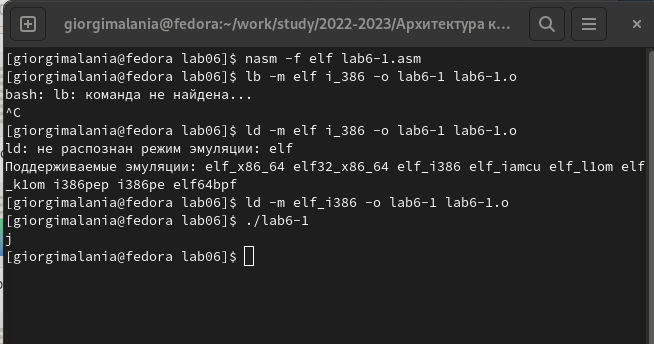 giorgimalania@fedora:~/work/study/2022-2023/Архитектура к...
[giorgimalania@fedora lab06]$ nasm -f elf lab6-1.asm
[giorgimalania@fedora lab06]$ lb -m elf i_386 -o lab6-1 lab6-1.o
bash: lb: команда не найдена...
^C
[giorgimalania@fedora lab06]$ ld -m elf i_386 -o lab6-1 lab6-1.o
ld: не распознан режим эмуляции: elf
Поддерживаемые эмуляции: elf_x86_64 elf32_x86_64 elf_i386 elf_iamcu elf_l1om elf
_k1om i386pep i386pe elf64bpf
[giorgimalania@fedora lab06]$ ld -m elf_i386 -o lab6-1 lab6-1.o
[giorgimalania@fedora lab06]$ ./lab6-1
j
[giorgimalania@fedora lab06]$